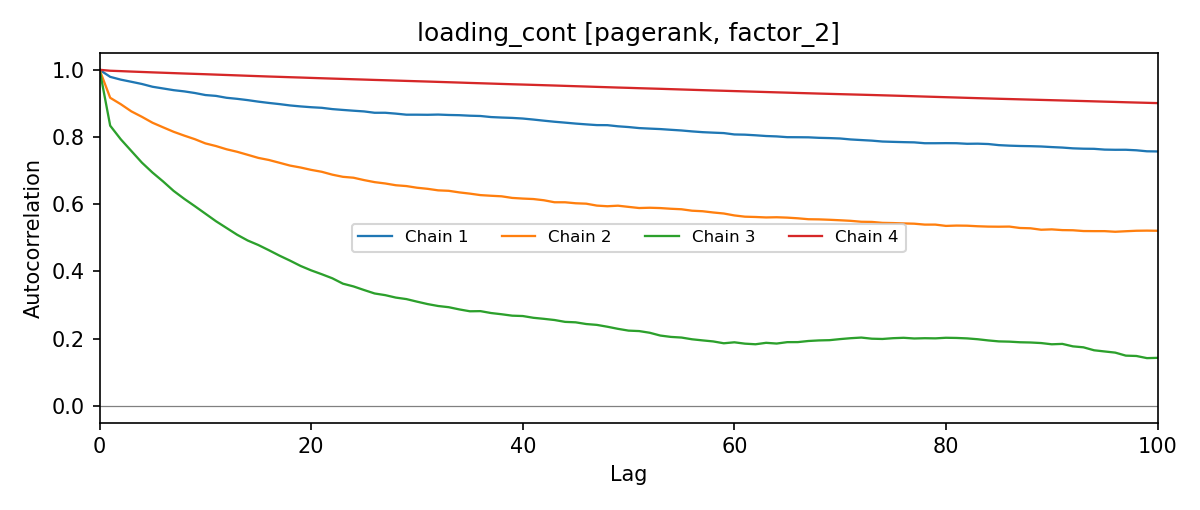 loading_cont [pagerank, factor_2]
Autocorrelation
1.0
0.8
0.6
0.4
0.2
0.0
Chain 1 Chain 2 Chain 3 Chain 4
0 20 40 60 80 100
Lag